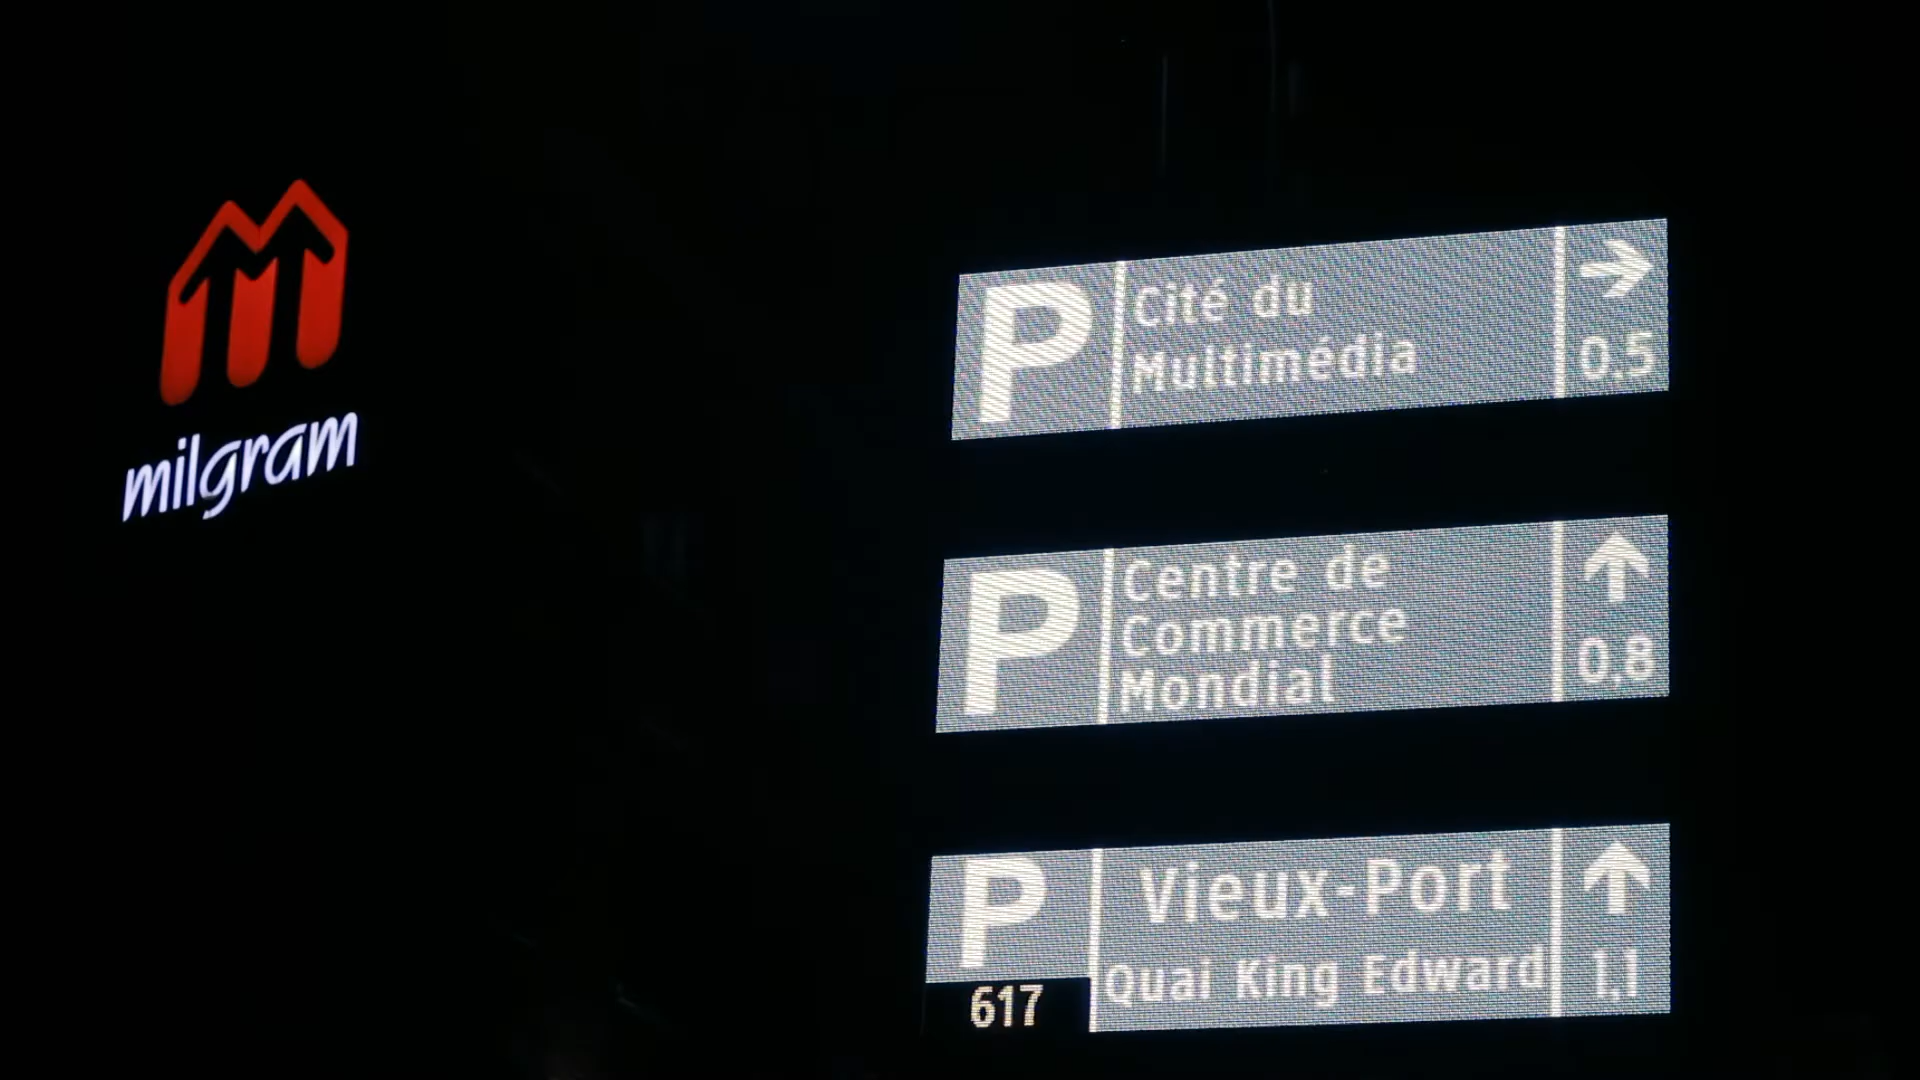 milgram
P
Cité du
Multimédia
→
0.5
P
Centre de
Commerce
Mondial
↑
0.8
P
617
Vieux-Port
Quai King Edward
↑
1.1